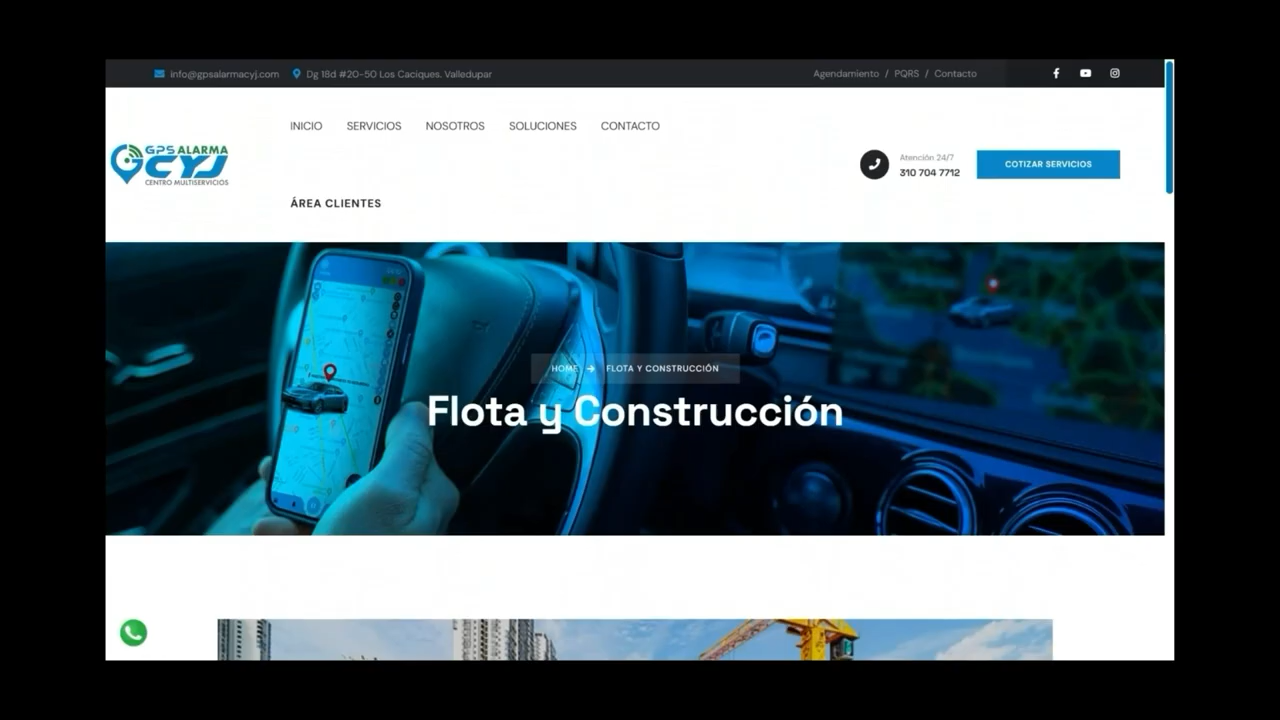 info@gpsalarmacyj.com Dg 18d #20-50 Los Caciques. Valledupar Agendamiento / PQRS / Contacto
INICIO SERVICIOS NOSOTROS SOLUCIONES CONTACTO
GPS ALARMA
CYJ
CENTRO MULTISERVICIOS
Atención 24/7
310 704 7712
COTIZAR SERVICIOS
ÁREA CLIENTES
HOME FLOTA Y CONSTRUCCIÓN
Flota y Construcción